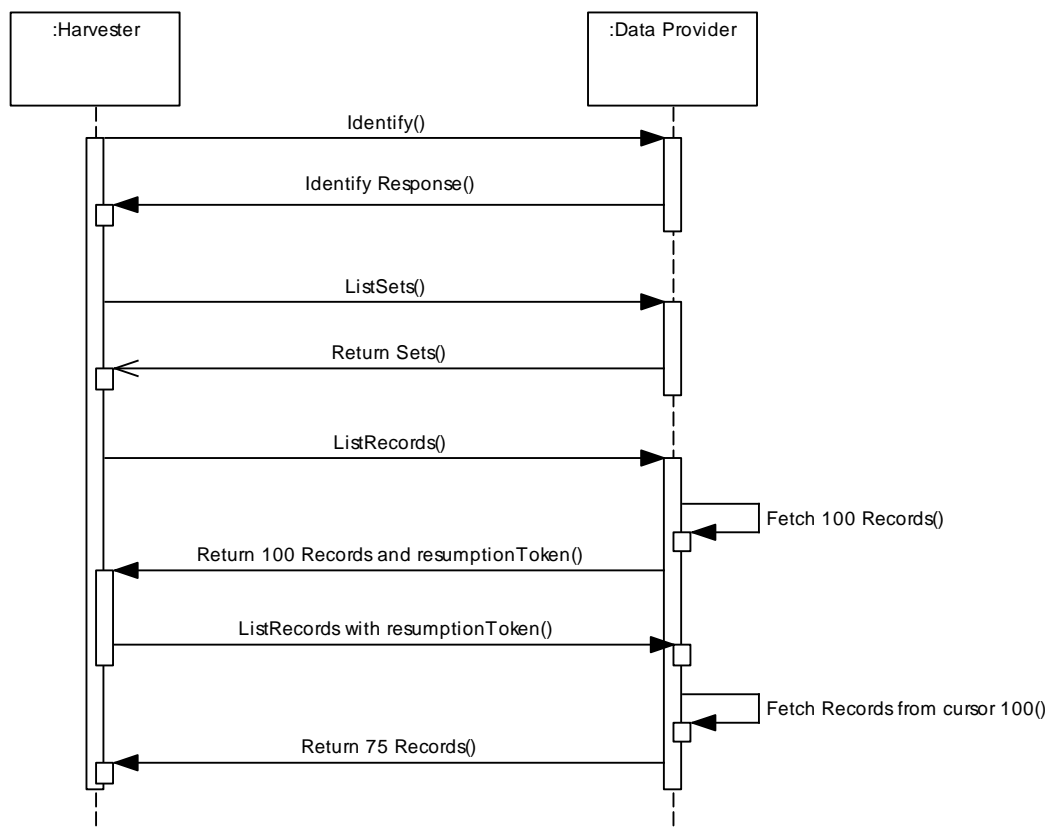 :Harvester
:Data Provider
Identify()
Identify Response()
ListSets()
Return Sets()
ListRecords()
Fetch 100 Records()
Return 100 Records and resumptionToken()
ListRecords with resumptionToken()
Fetch Records from cursor 100()
Return 75 Records()